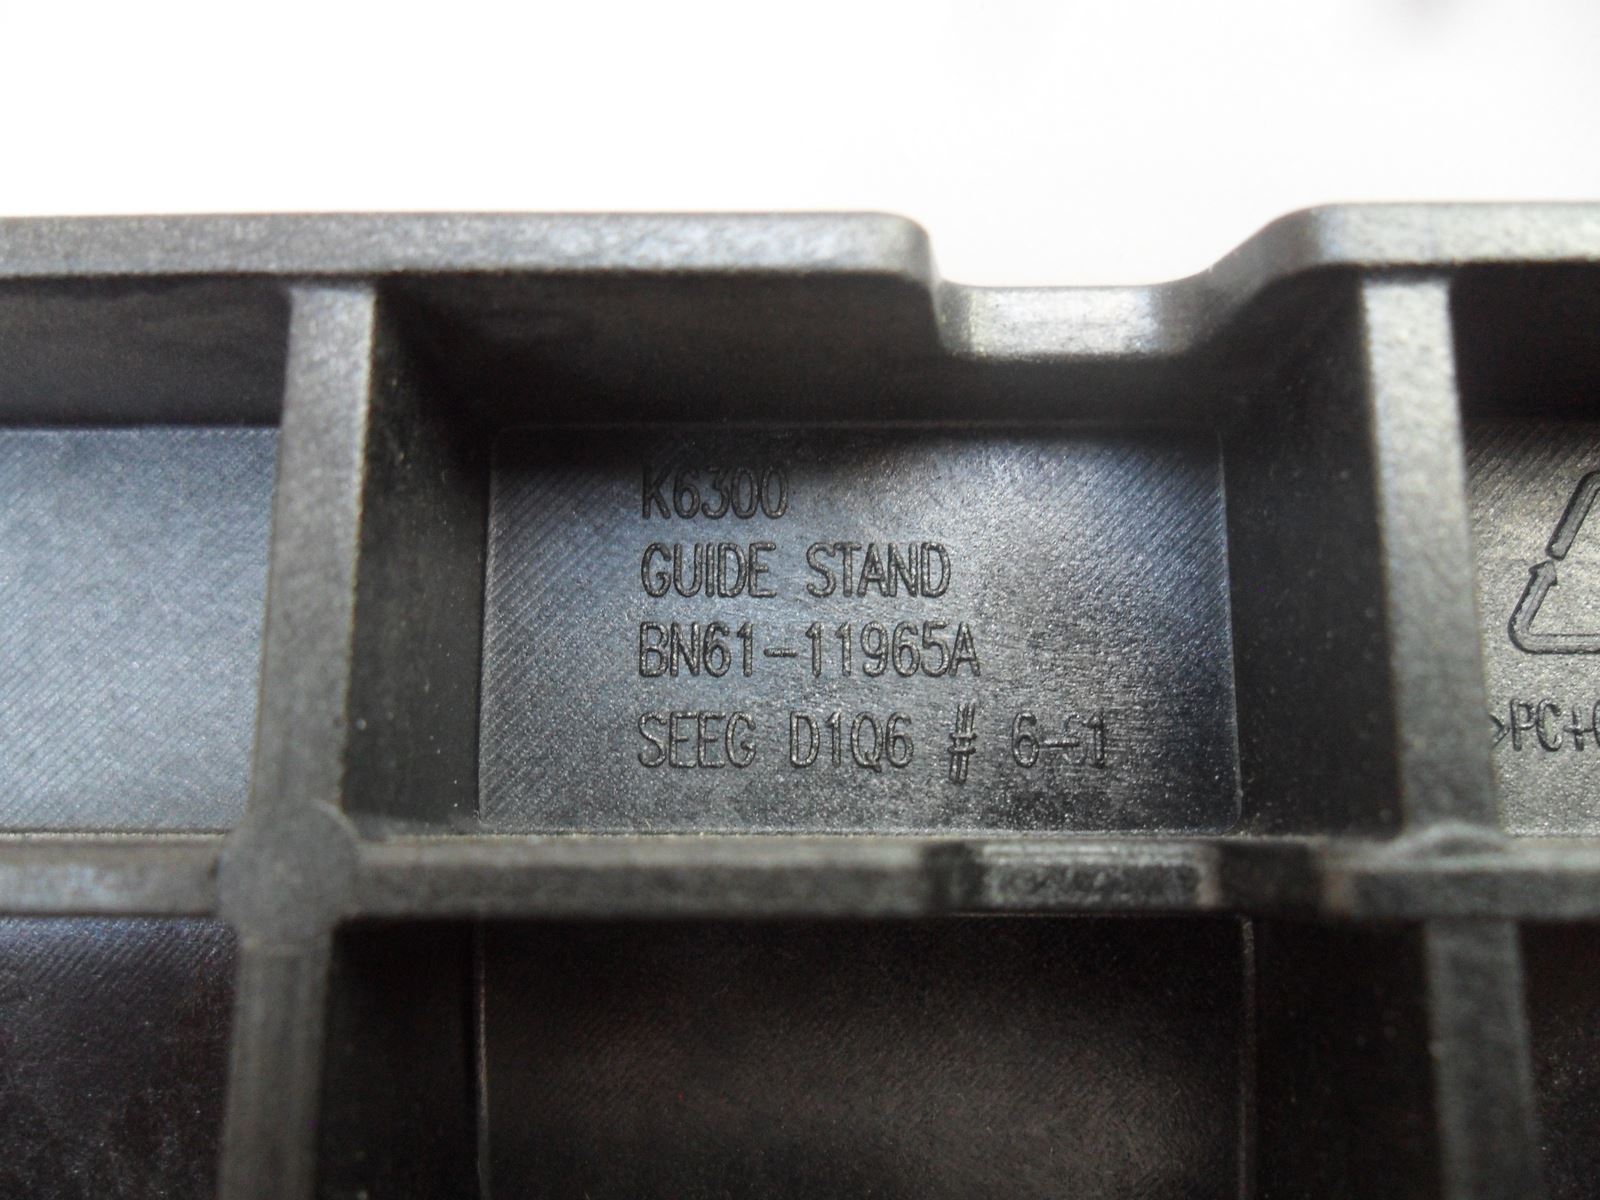 K6300
GUIDE STAND
BN61-11965A
SEEG D1Q6 # 6-1
>PC+